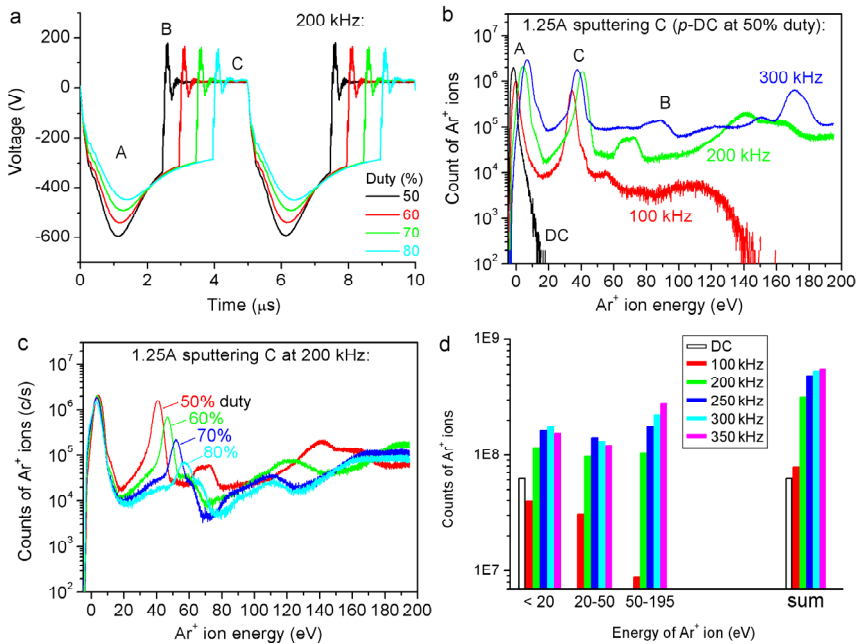 a
200 kHz:
B
C
A
Voltage (V)
200
0
-200
-400
-600
Duty (%)
50
60
70
80
0 2 4 6 8 10
Time (μs)
b
1.25A sputtering C (p-DC at 50% duty):
A
C
B
300 kHz
200 kHz
100 kHz
DC
Count of Ar+ ions
10^7
10^6
10^5
10^4
10^3
10^2
0 20 40 60 80 100 120 140 160 180 200
Ar+ ion energy (eV)
c
1.25A sputtering C at 200 kHz:
50% duty
60%
70%
80%
Counts of Ar+ ions (c/s)
10^7
10^6
10^5
10^4
10^3
10^2
0 20 40 60 80 100 120 140 160 180 200
Ar+ ion energy (eV)
d
DC
100 kHz
200 kHz
250 kHz
300 kHz
350 kHz
Counts of Ar+ ions
1E9
1E8
1E7
< 20 20-50 50-195 sum
Energy of Ar+ ion (eV)